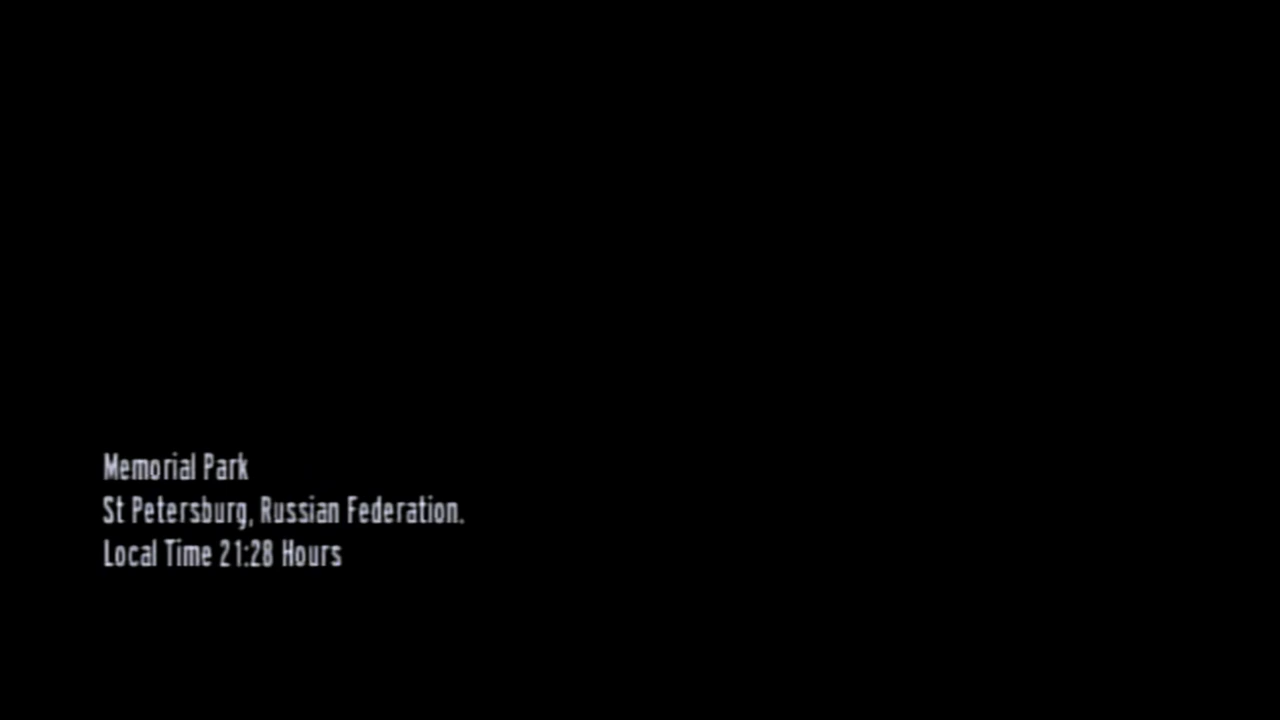 Memorial Park
St Petersburg, Russian Federation.
Local Time 21:28 Hours